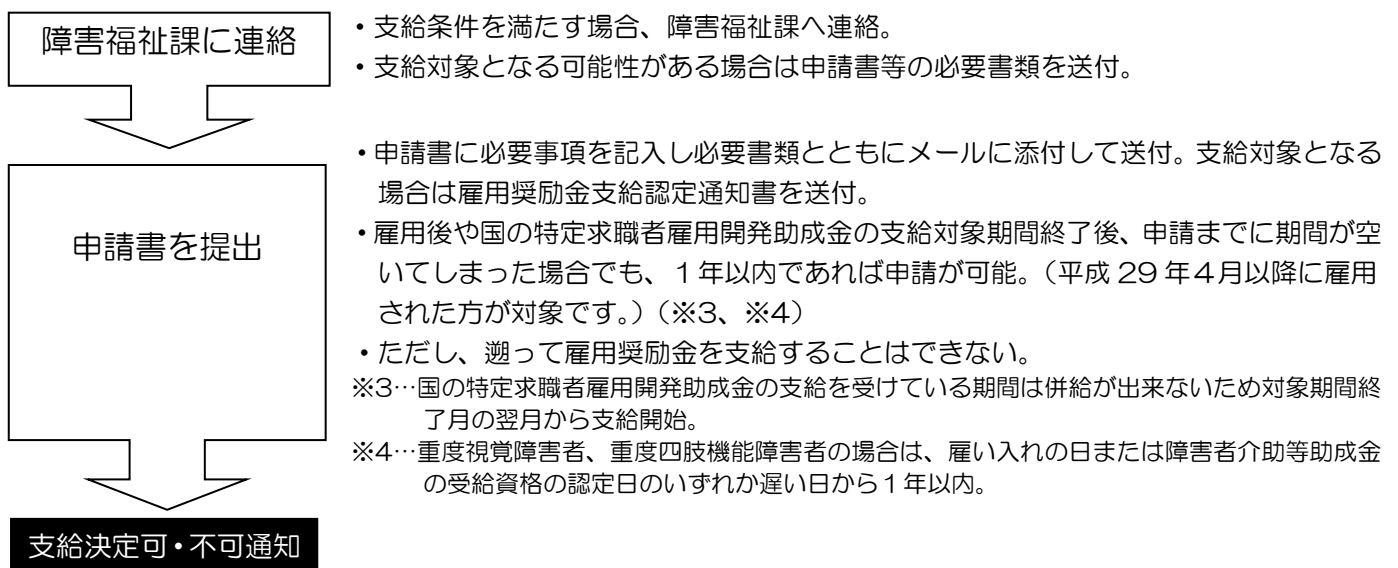 障害福祉課に連絡
・支給条件を満たす場合、障害福祉課へ連絡。
・支給対象となる可能性がある場合は申請書等の必要書類を送付。
申請書を提出
・申請書に必要事項を記入し必要書類とともにメールに添付して送付。支給対象となる
場合は雇用奨励金支給認定通知書を送付。
・雇用後や国の特定求職者雇用開発助成金の支給対象期間終了後、申請までに期間が空
いてしまった場合でも、１年以内であれば申請が可能。（平成 29 年４月以降に雇用
された方が対象です。）（※3、※4）
・ただし、遡って雇用奨励金を支給することはできない。
※3…国の特定求職者雇用開発助成金の支給を受けている期間は併給が出来ないため対象期間終
了月の翌月から支給開始。
※4…重度視覚障害者、重度四肢機能障害者の場合は、雇い入れの日または障害者介助等助成金
の受給資格の認定日のいずれか遅い日から１年以内。
支給決定可・不可通知